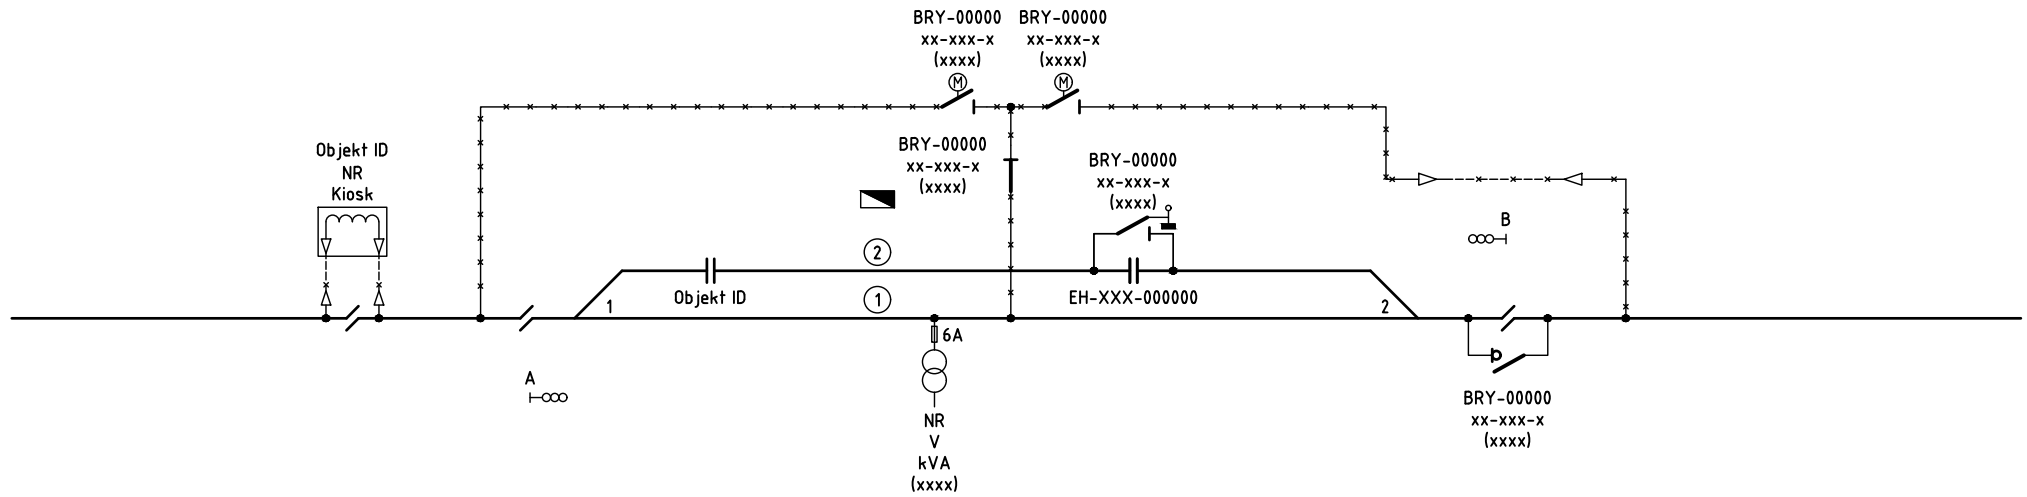 BRY-00000
xx-xxx-x
(xxxx)
M
BRY-00000
xx-xxx-x
(xxxx)
M
Objekt ID
NR
Kiosk
BRY-00000
xx-xxx-x
(xxxx)
BRY-00000
xx-xxx-x
(xxxx)
B
2
Objekt ID
1
EH-XXX-000000
1
2
6A
A
NR
V
kVA
(xxxx)
BRY-00000
xx-xxx-x
(xxxx)